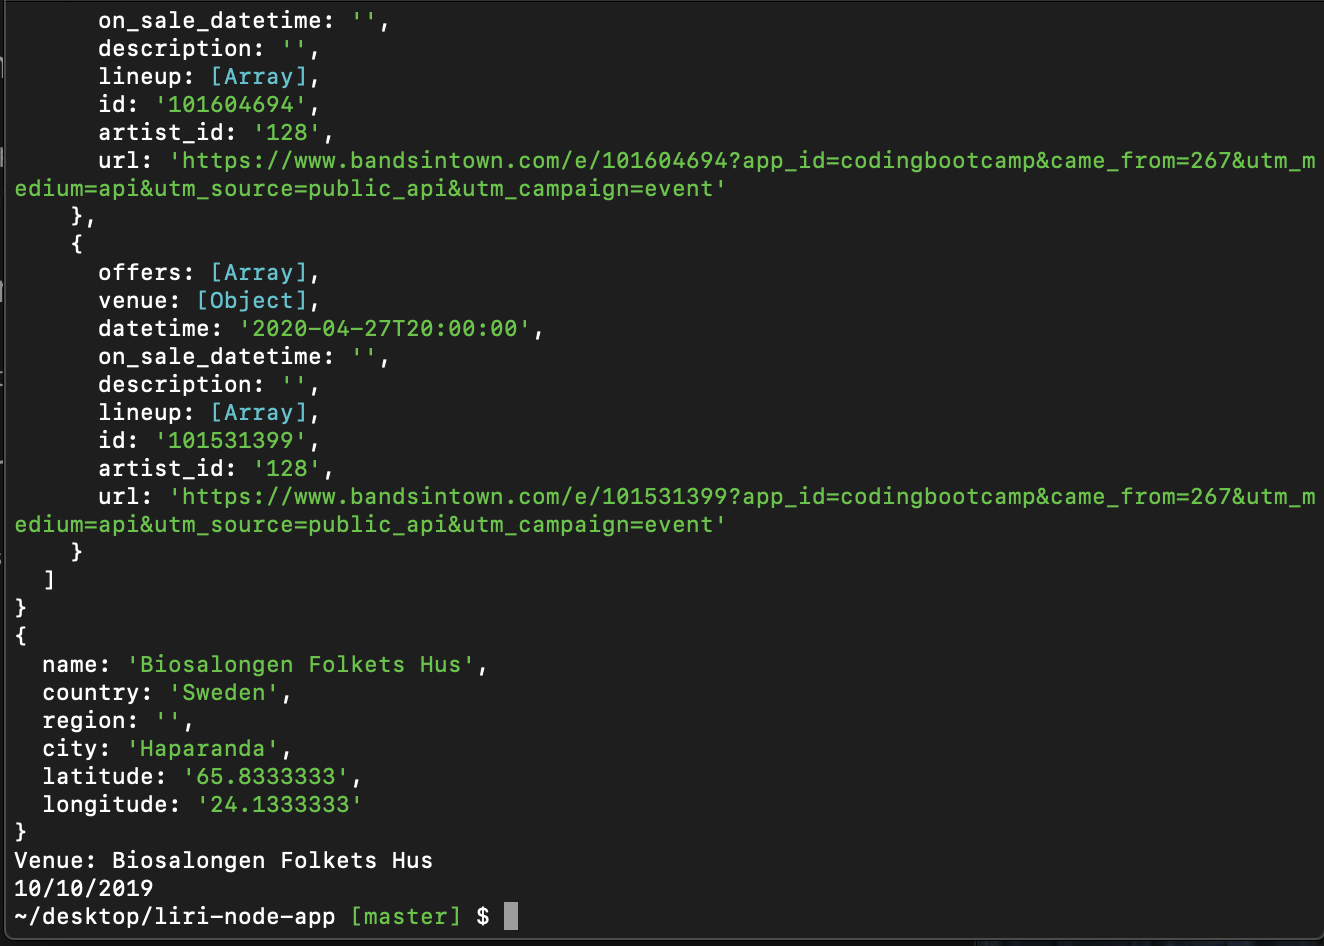 on_sale_datetime: '',
description: '',
lineup: [Array],
id: '101604694',
artist_id: '128',
url: 'https://www.bandsintown.com/e/101604694?app_id=codingbootcamp&came_from=267&utm_m
edium=api&utm_source=public_api&utm_campaign=event'
},
{
offers: [Array],
venue: [Object],
datetime: '2020-04-27T20:00:00',
on_sale_datetime: '',
description: '',
lineup: [Array],
id: '101531399',
artist_id: '128',
url: 'https://www.bandsintown.com/e/101531399?app_id=codingbootcamp&came_from=267&utm_m
edium=api&utm_source=public_api&utm_campaign=event'
}
]
}
{
name: 'Biosalongen Folkets Hus',
country: 'Sweden',
region: '',
city: 'Haparanda',
latitude: '65.8333333',
longitude: '24.1333333'
}
Venue: Biosalongen Folkets Hus
10/10/2019
~/desktop/liri-node-app [master] $